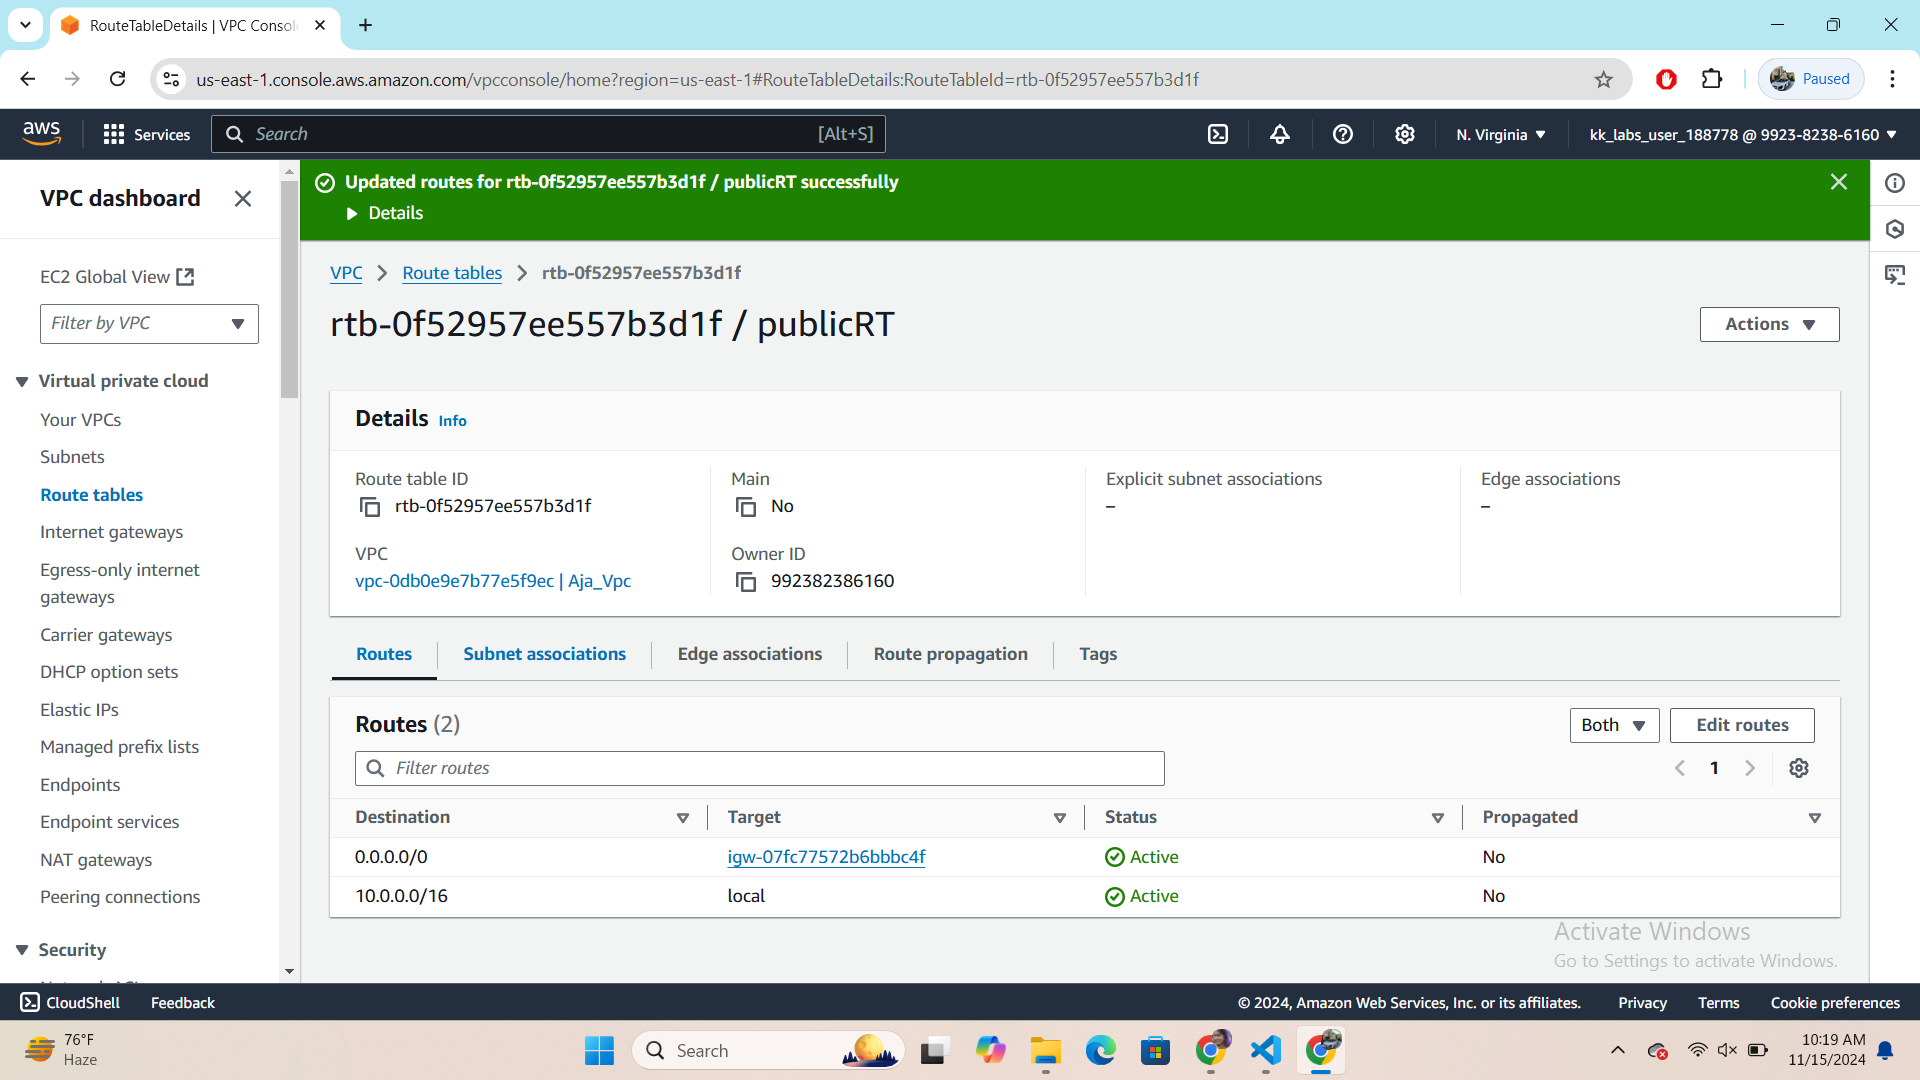 RouteTableDetails | VPC Consol
us-east-1.console.aws.amazon.com/vpcconsole/home?region=us-east-1#RouteTableDetails:RouteTableId=rtb-0f52957ee557b3d1f
Paused
aws
Services
Search
[Alt+S]
N. Virginia
kk_labs_user_188778 @ 9923-8238-6160
VPC dashboard
EC2 Global View
Filter by VPC
Virtual private cloud
Your VPCs
Subnets
Route tables
Internet gateways
Egress-only internet
gateways
Carrier gateways
DHCP option sets
Elastic IPs
Managed prefix lists
Endpoints
Endpoint services
NAT gateways
Peering connections
Security
Updated routes for rtb-0f52957ee557b3d1f / publicRT successfully
Details
VPC
Route tables
rtb-0f52957ee557b3d1f
rtb-0f52957ee557b3d1f / publicRT
Actions
Details Info
Route table ID
rtb-0f52957ee557b3d1f
Main
No
Explicit subnet associations
–
Edge associations
–
VPC
vpc-0db0e9e7b77e5f9ec | Aja_Vpc
Owner ID
992382386160
Routes
Subnet associations
Edge associations
Route propagation
Tags
Routes (2)
Both
Edit routes
Filter routes
1
Destination Target Status Propagated
0.0.0.0/0 igw-07fc77572b6bbbc4f Active No
10.0.0.0/16 local Active No
Activate Windows
Go to Settings to activate Windows.
CloudShell
Feedback
© 2024, Amazon Web Services, Inc. or its affiliates.
Privacy
Terms
Cookie preferences
76°F
Haze
Search
10:19 AM
11/15/2024